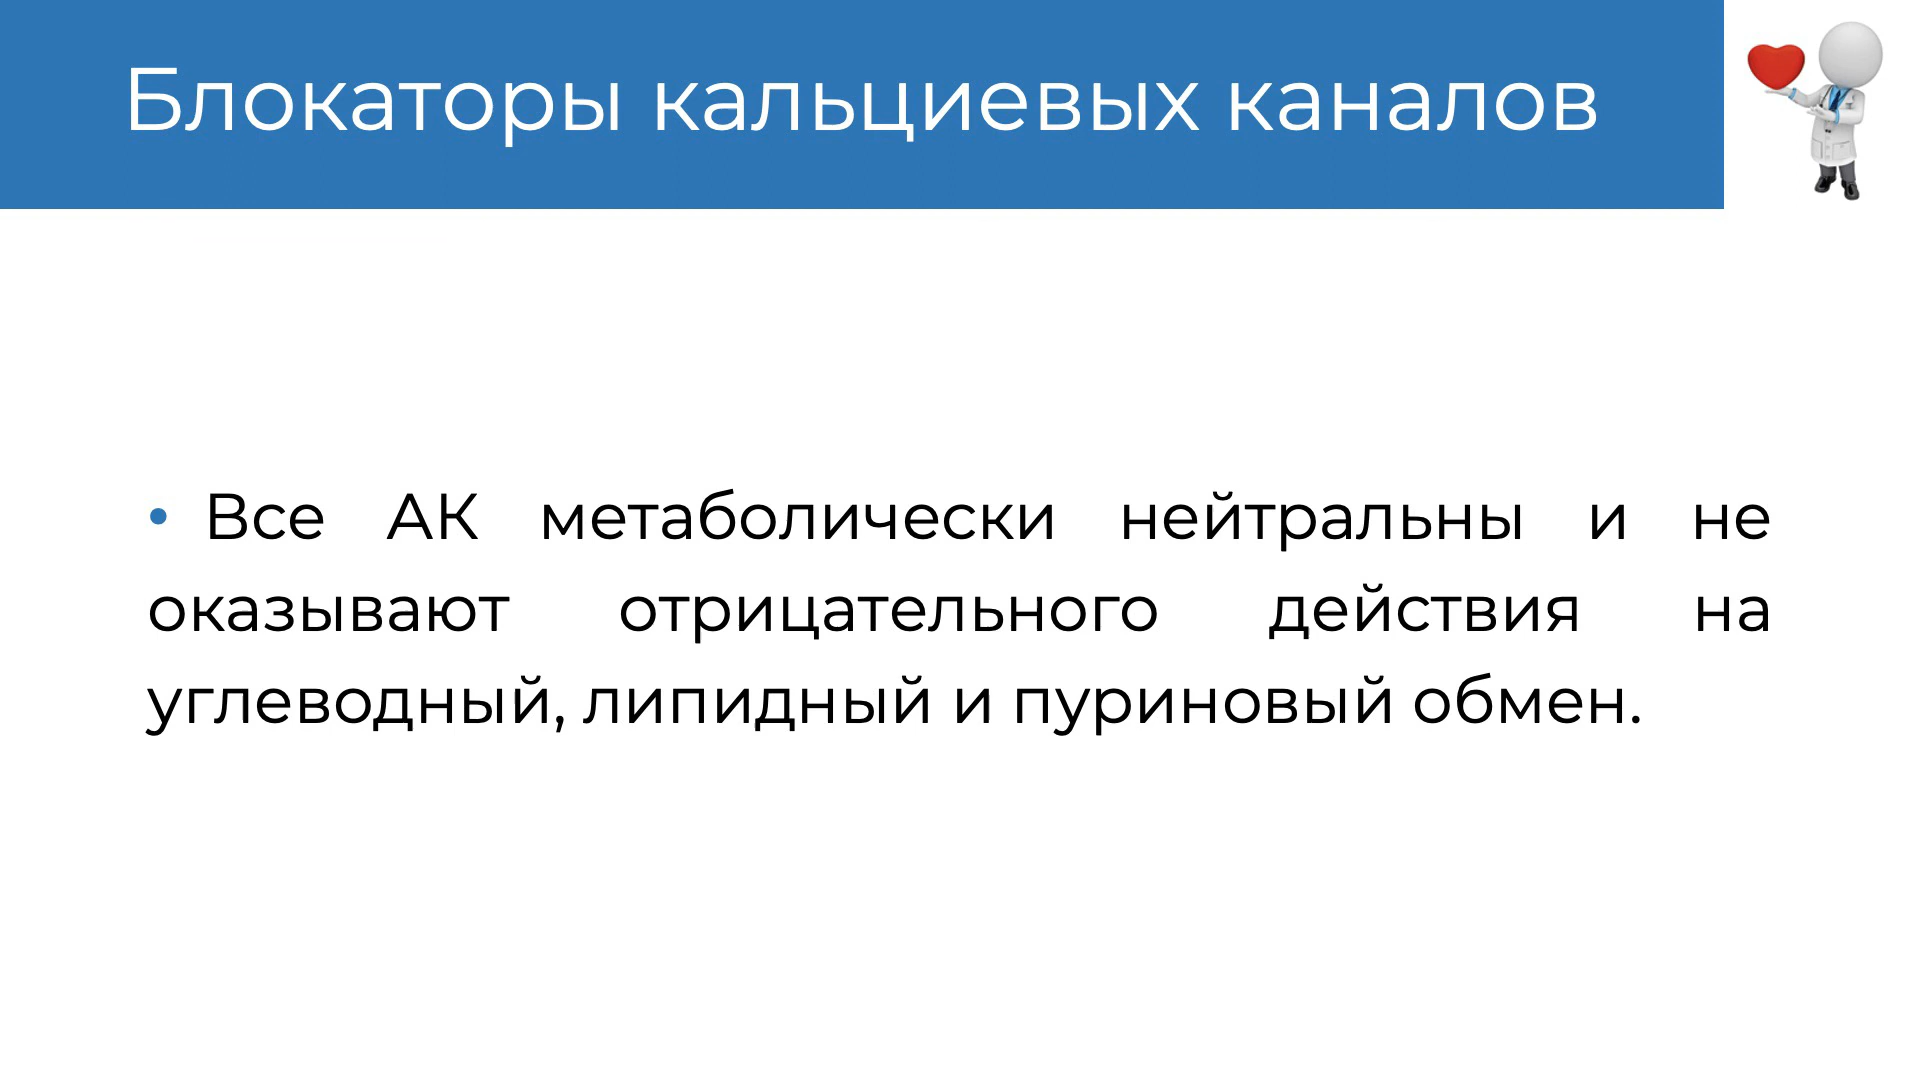 Блокаторы кальциевых каналов
• Все АК метаболически нейтральны и не
оказывают отрицательного действия на
углеводный, липидный и пуриновый обмен.